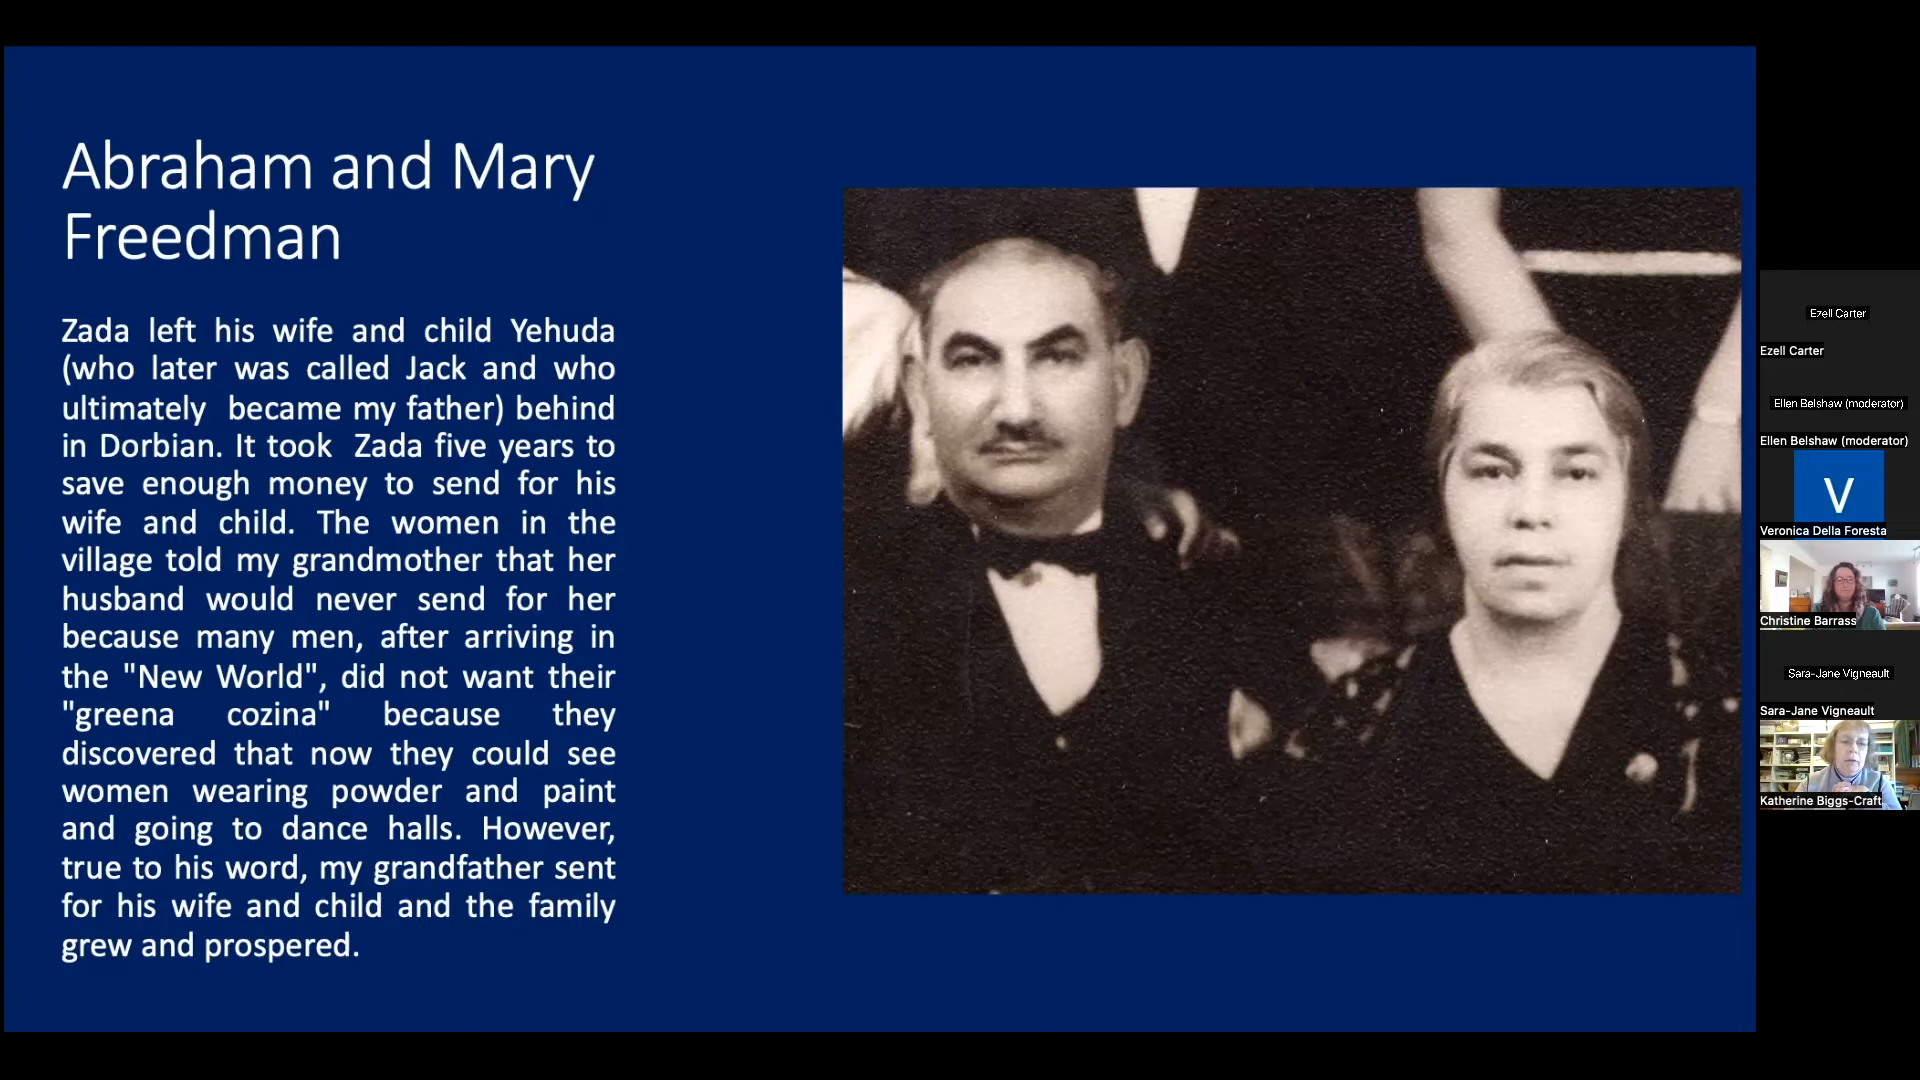 Abraham and Mary
Freedman
Zada left his wife and child Yehuda
(who later was called Jack and who
ultimately became my father) behind
in Dorbian. It took Zada five years to
save enough money to send for his
wife and child. The women in the
village told my grandmother that her
husband would never send for her
because many men, after arriving in
the "New World", did not want their
"greena cozina" because they
discovered that now they could see
women wearing powder and paint
and going to dance halls. However,
true to his word, my grandfather sent
for his wife and child and the family
grew and prospered.
Ezell Carter
Ezell Carter
Ellen Belshaw (moderator)
Ellen Belshaw (moderator)
V
Veronica Della Foresta
Christine Barrass
Sara-Jane Vigneault
Sara-Jane Vigneault
Katherine Biggs-Craft